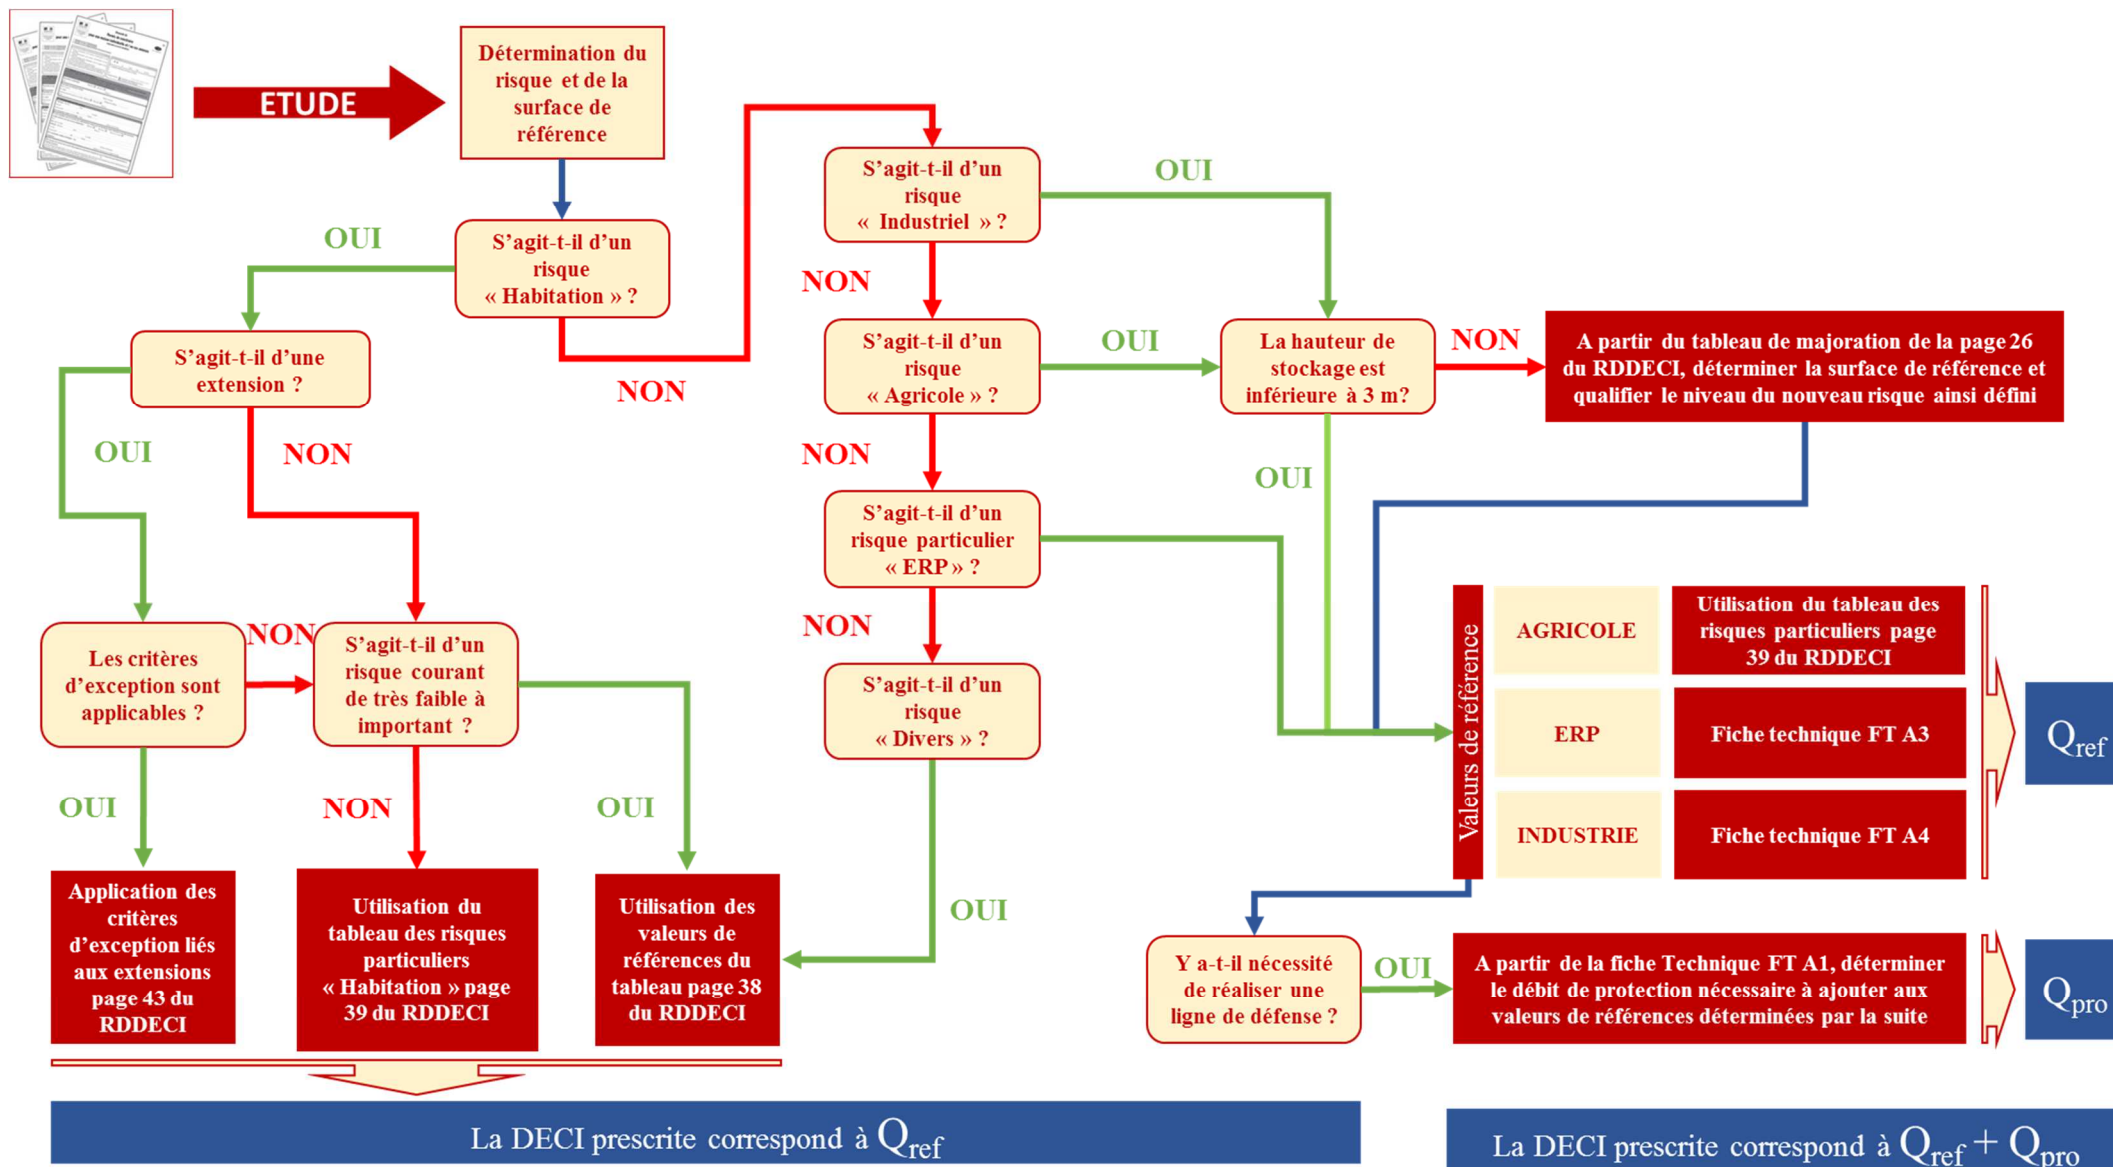 ETUDE
Détermination du
risque et de la
surface de
référence
S'agit-t-il d'un
risque
« Habitation » ?
OUI
NON
S'agit-t-il d'une
extension ?
OUI
NON
Les critères
d'exception sont
applicables ?
NON
S'agit-t-il d'un
risque courant
de très faible à
important ?
OUI
NON
OUI
Application des
critères
d'exception liés
aux extensions
page 43 du
RDDECI
Utilisation du
tableau des risques
particuliers
« Habitation » page
39 du RDDECI
Utilisation des
valeurs de
références du
tableau page 38
du RDDECI
La DECI prescrite correspond à Qref
S'agit-t-il d'un
risque
« Industriel » ?
OUI
NON
S'agit-t-il d'un
risque
« Agricole » ?
OUI
NON
S'agit-t-il d'un
risque particulier
« ERP » ?
NON
S'agit-t-il d'un
risque
« Divers » ?
OUI
La hauteur de
stockage est
inférieure à 3 m?
NON
OUI
A partir du tableau de majoration de la page 26
du RDDECI, déterminer la surface de référence et
qualifier le niveau du nouveau risque ainsi défini
Valeurs de référence
AGRICOLE
Utilisation du tableau des
risques particuliers page
39 du RDDECI
ERP
Fiche technique FT A3
INDUSTRIE
Fiche technique FT A4
Qref
Y a-t-il nécessité
de réaliser une
ligne de défense ?
OUI
A partir de la fiche Technique FT A1, déterminer
le débit de protection nécessaire à ajouter aux
valeurs de références déterminées par la suite
Qpro
La DECI prescrite correspond à Qref + Qpro